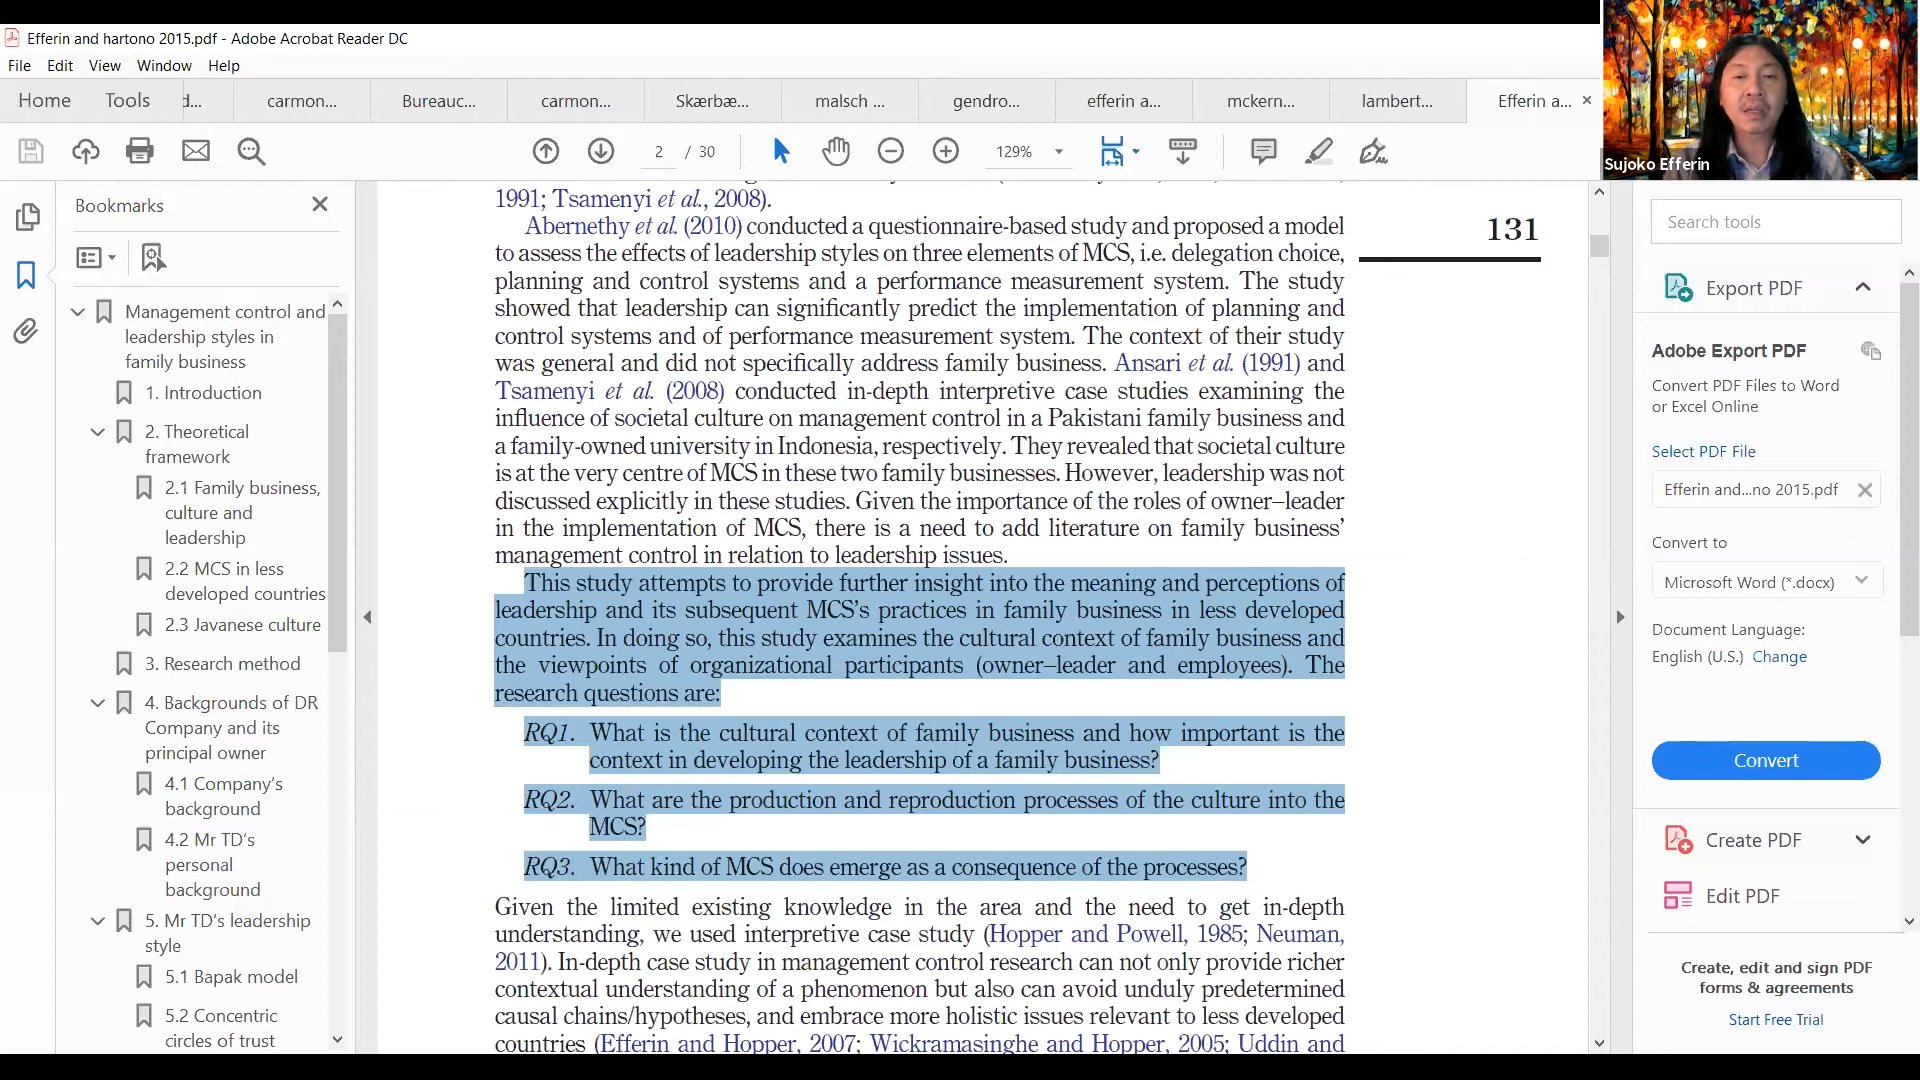 Efferin and hartono 2015.pdf - Adobe Acrobat Reader DC
File Edit View Window Help
Home Tools d... carmon... Bureauc... carmon... Skærbæ... malsch ... gendro... efferin a... mckern... lambert... Efferin a...
2 / 30 129%
Sujoko Efferin
Bookmarks
Management control and
leadership styles in
family business
1. Introduction
2. Theoretical
framework
2.1 Family business,
culture and
leadership
2.2 MCS in less
developed countries
2.3 Javanese culture
3. Research method
4. Backgrounds of DR
Company and its
principal owner
4.1 Company's
background
4.2 Mr TD's
personal
background
5. Mr TD's leadership
style
5.1 Bapak model
5.2 Concentric
circles of trust
1991; Tsamenyi et al., 2008).
131
Abernethy et al. (2010) conducted a questionnaire-based study and proposed a model
to assess the effects of leadership styles on three elements of MCS, i.e. delegation choice,
planning and control systems and a performance measurement system. The study
showed that leadership can significantly predict the implementation of planning and
control systems and of performance measurement system. The context of their study
was general and did not specifically address family business. Ansari et al. (1991) and
Tsamenyi et al. (2008) conducted in-depth interpretive case studies examining the
influence of societal culture on management control in a Pakistani family business and
a family-owned university in Indonesia, respectively. They revealed that societal culture
is at the very centre of MCS in these two family businesses. However, leadership was not
discussed explicitly in these studies. Given the importance of the roles of owner–leader
in the implementation of MCS, there is a need to add literature on family business'
management control in relation to leadership issues.
This study attempts to provide further insight into the meaning and perceptions of
leadership and its subsequent MCS's practices in family business in less developed
countries. In doing so, this study examines the cultural context of family business and
the viewpoints of organizational participants (owner–leader and employees). The
research questions are:
RQ1. What is the cultural context of family business and how important is the
context in developing the leadership of a family business?
RQ2. What are the production and reproduction processes of the culture into the
MCS?
RQ3. What kind of MCS does emerge as a consequence of the processes?
Given the limited existing knowledge in the area and the need to get in-depth
understanding, we used interpretive case study (Hopper and Powell, 1985; Neuman,
2011). In-depth case study in management control research can not only provide richer
contextual understanding of a phenomenon but also can avoid unduly predetermined
causal chains/hypotheses, and embrace more holistic issues relevant to less developed
countries (Efferin and Hopper, 2007; Wickramasinghe and Hopper, 2005; Uddin and
Search tools
Export PDF
Adobe Export PDF
Convert PDF Files to Word
or Excel Online
Select PDF File
Efferin and...no 2015.pdf
Convert to
Microsoft Word (*.docx)
Document Language:
English (U.S.) Change
Convert
Create PDF
Edit PDF
Create, edit and sign PDF
forms & agreements
Start Free Trial